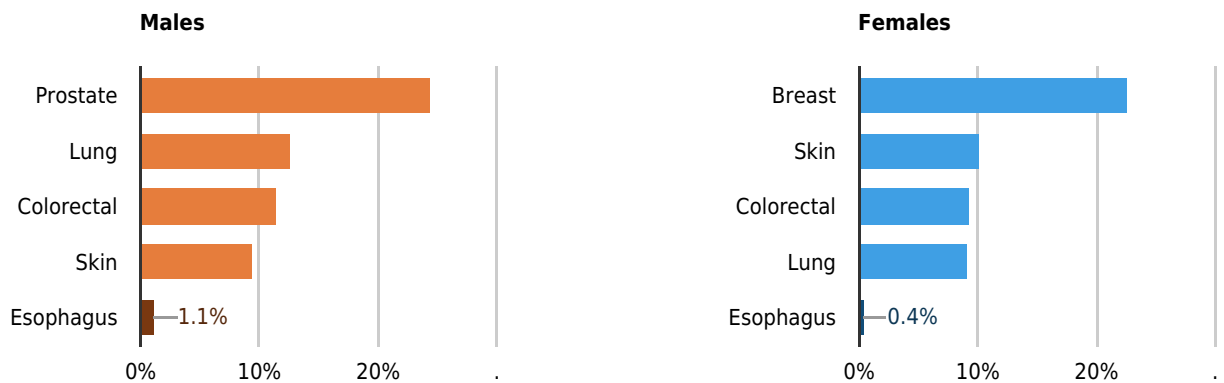 Males
Prostate
Lung
Colorectal
Skin
Esophagus 1.1%
0% 10% 20% .
Females
Breast
Skin
Colorectal
Lung
Esophagus 0.4%
0% 10% 20% .